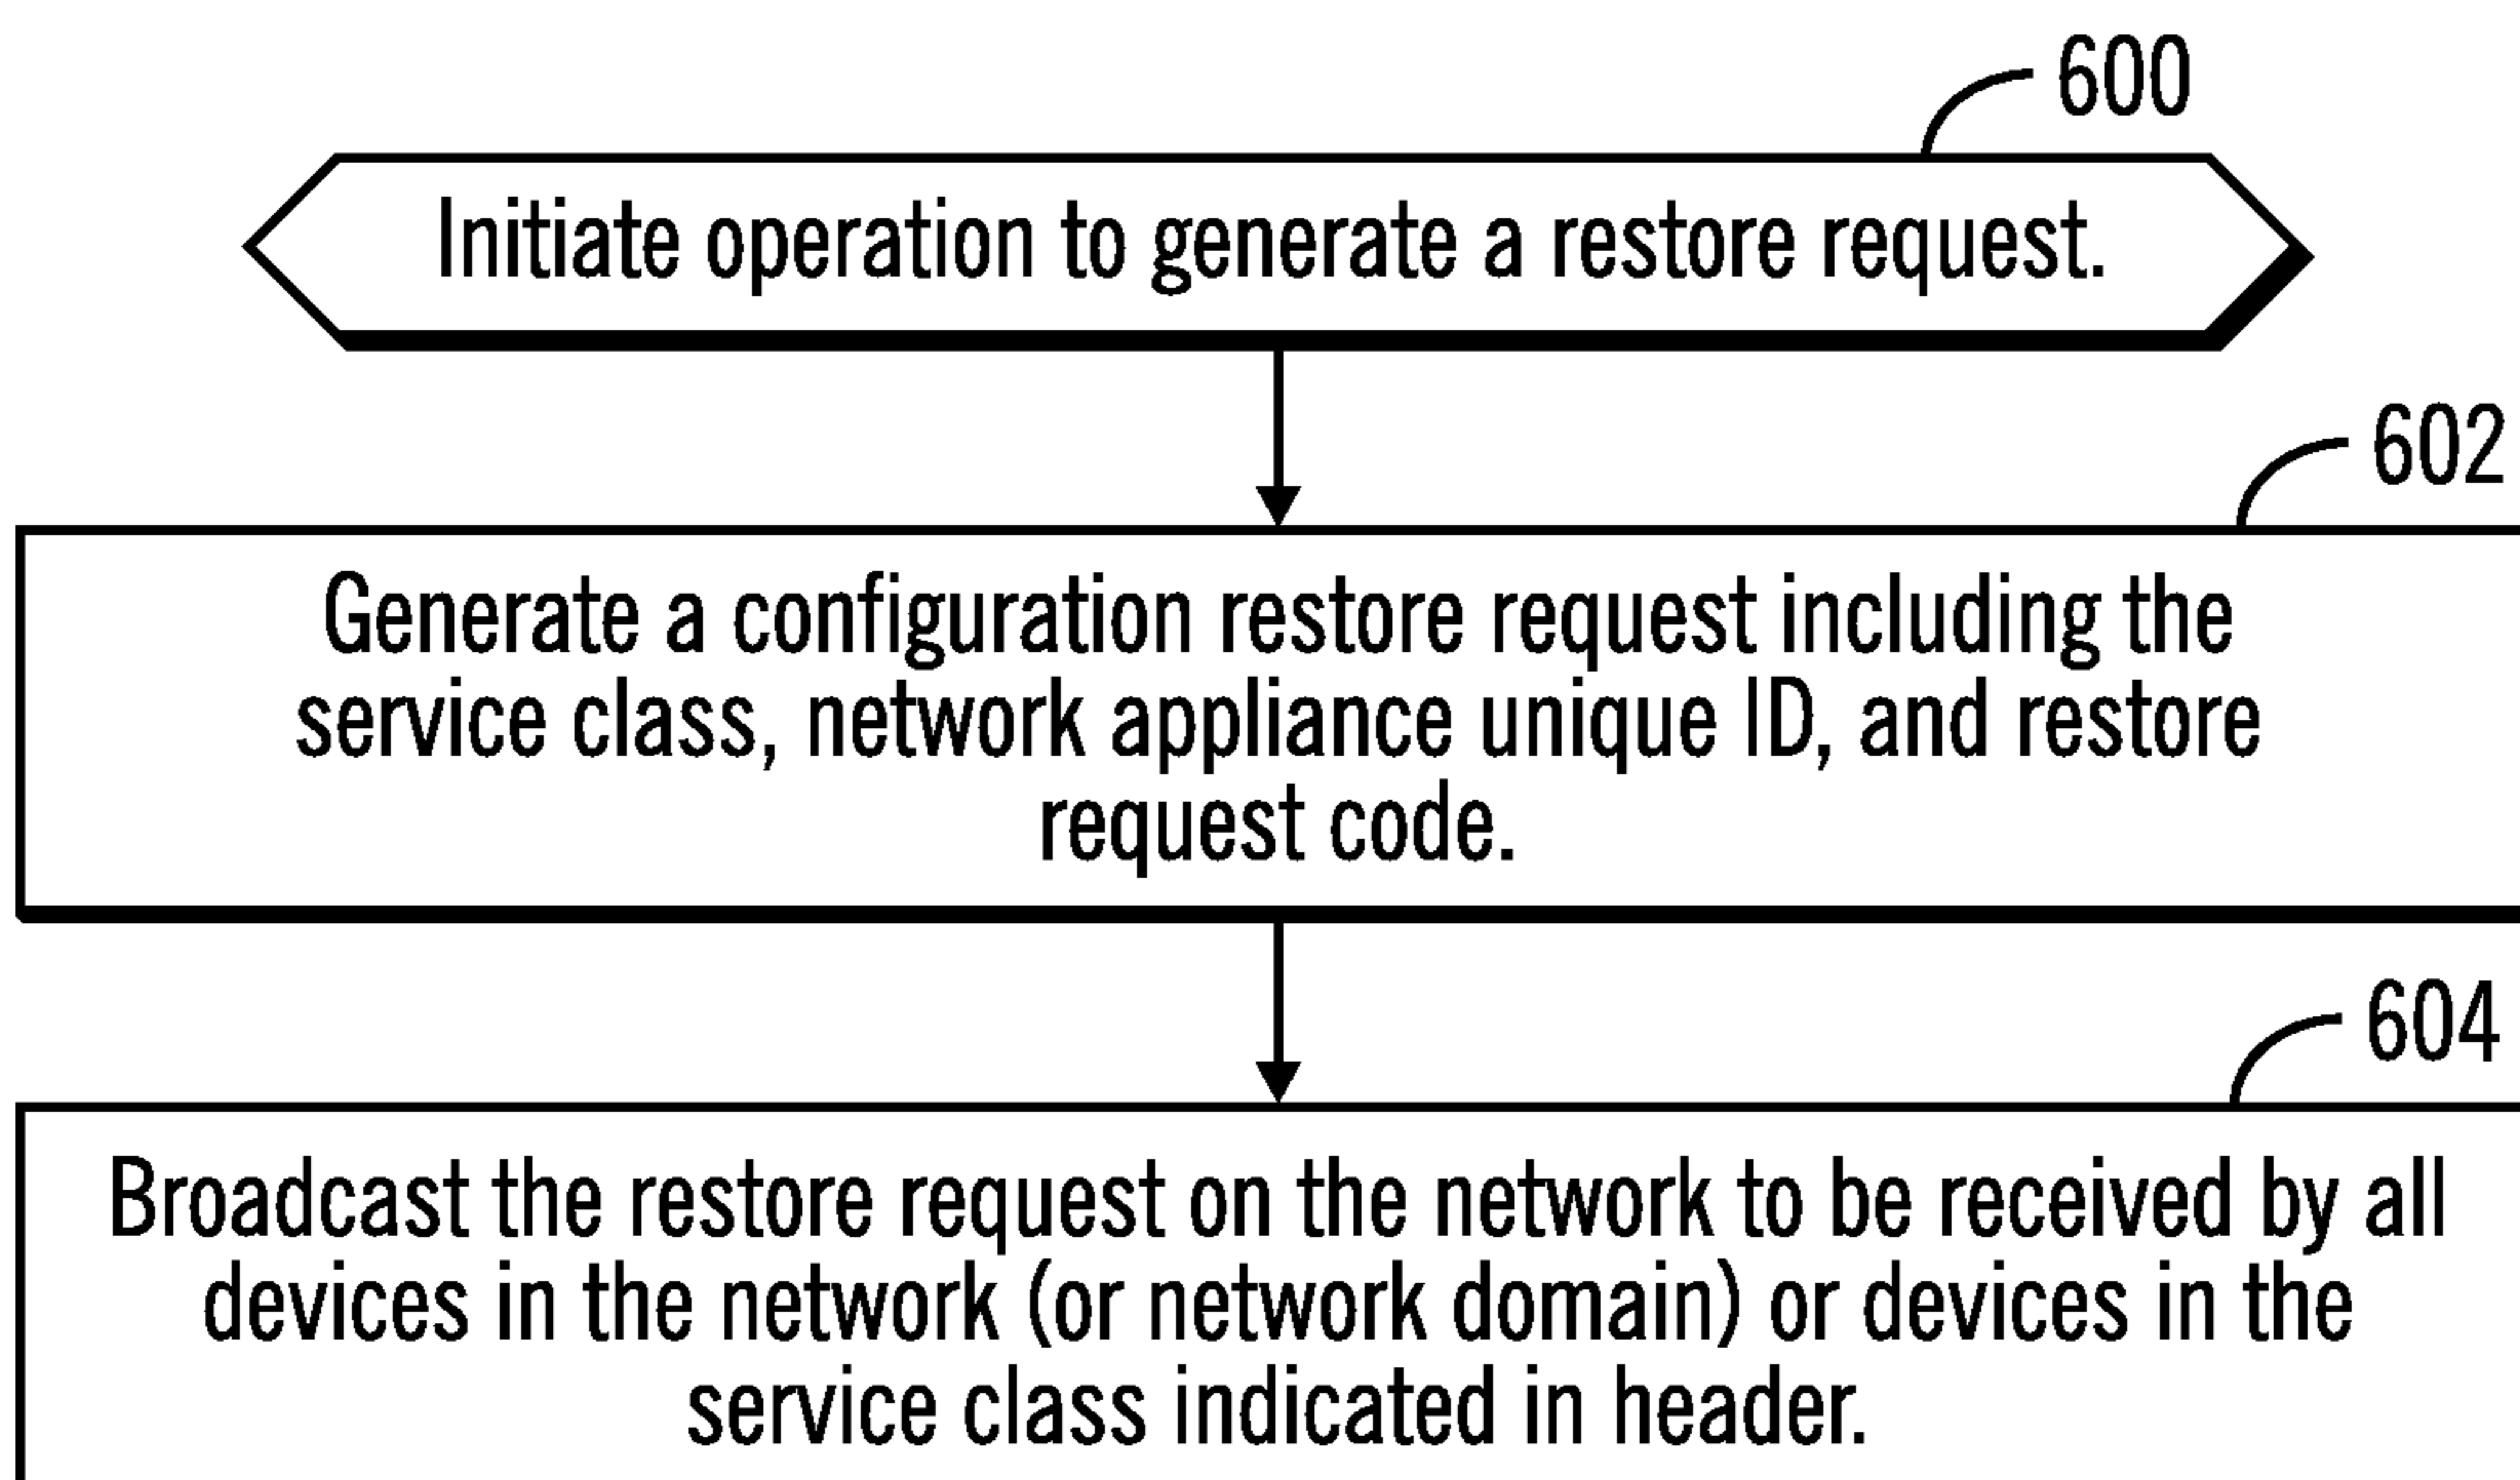 600
Initiate operation to generate a restore request.
602
Generate a configuration restore request including the
service class, network appliance unique ID, and restore
request code.
604
Broadcast the restore request on the network to be received by all
devices in the network (or network domain) or devices in the
service class indicated in header.